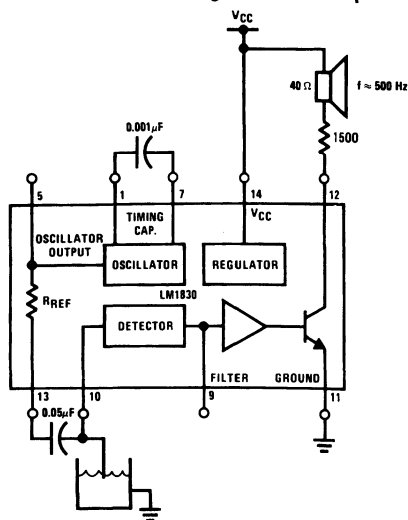 VCC
40 Ω
f ≈ 500 Hz
1500
0.001μF
5
1
7
14
12
OSCILLATOR
OUTPUT
TIMING
CAP.
VCC
OSCILLATOR
REGULATOR
RREF
LM1830
DETECTOR
FILTER
GROUND
13
10
9
11
0.05μF